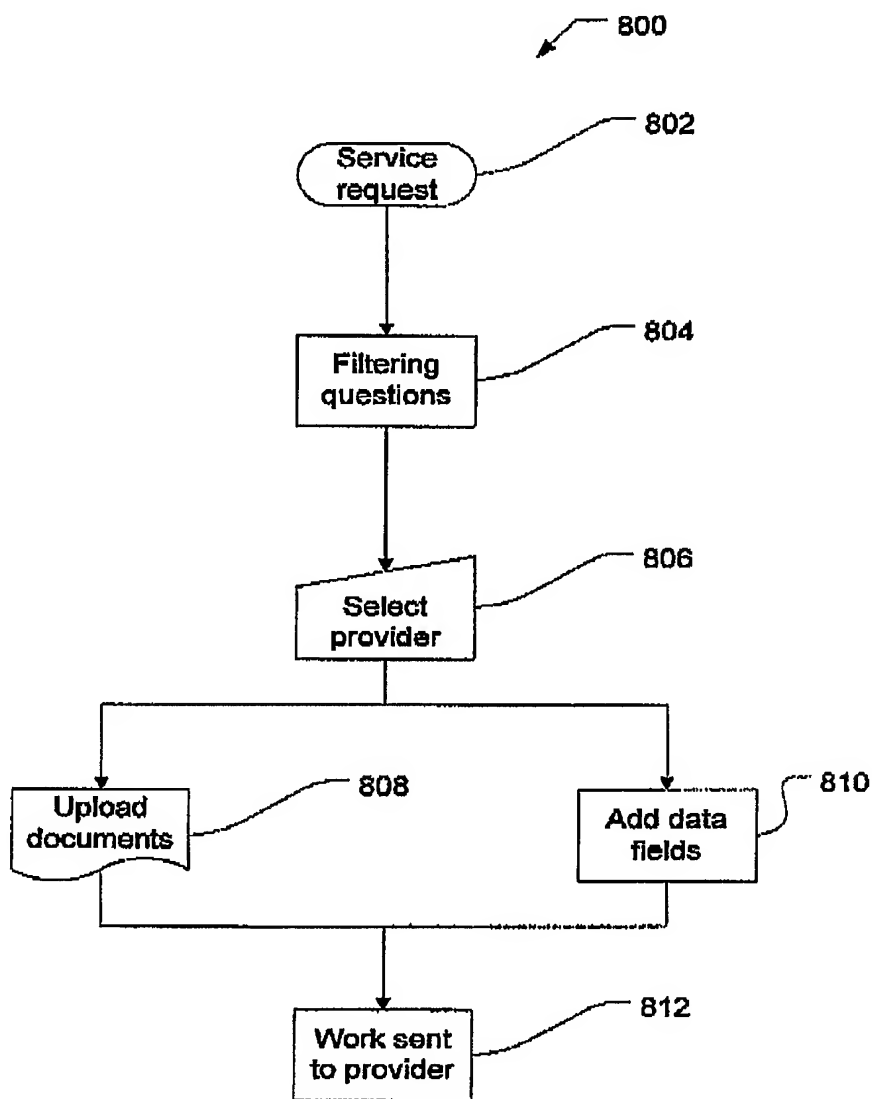 800
802
Service
request
804
Filtering
questions
806
Select
provider
808
Upload
documents
810
Add data
fields
812
Work sent
to provider